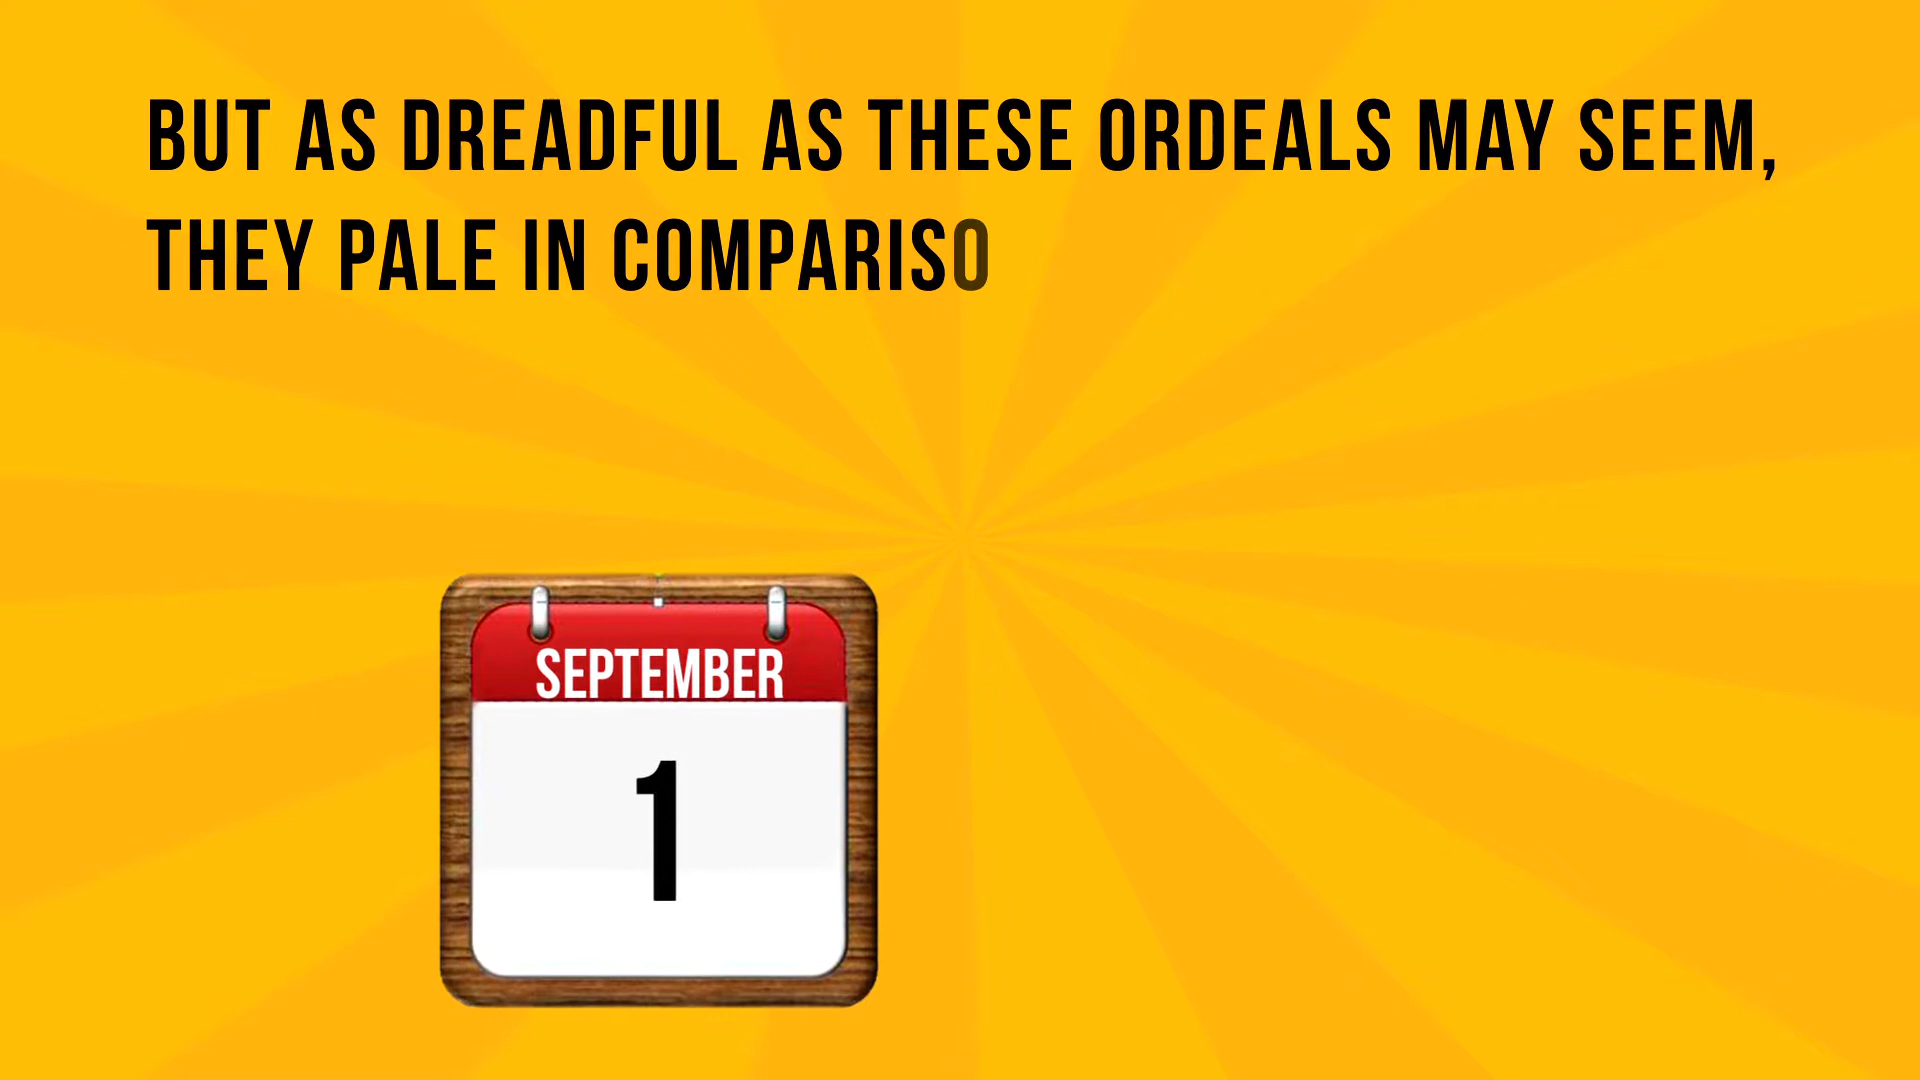 BUT AS DREADFUL AS THESE ORDEALS MAY SEEM,
THEY PALE IN COMPARISO
SEPTEMBER
1